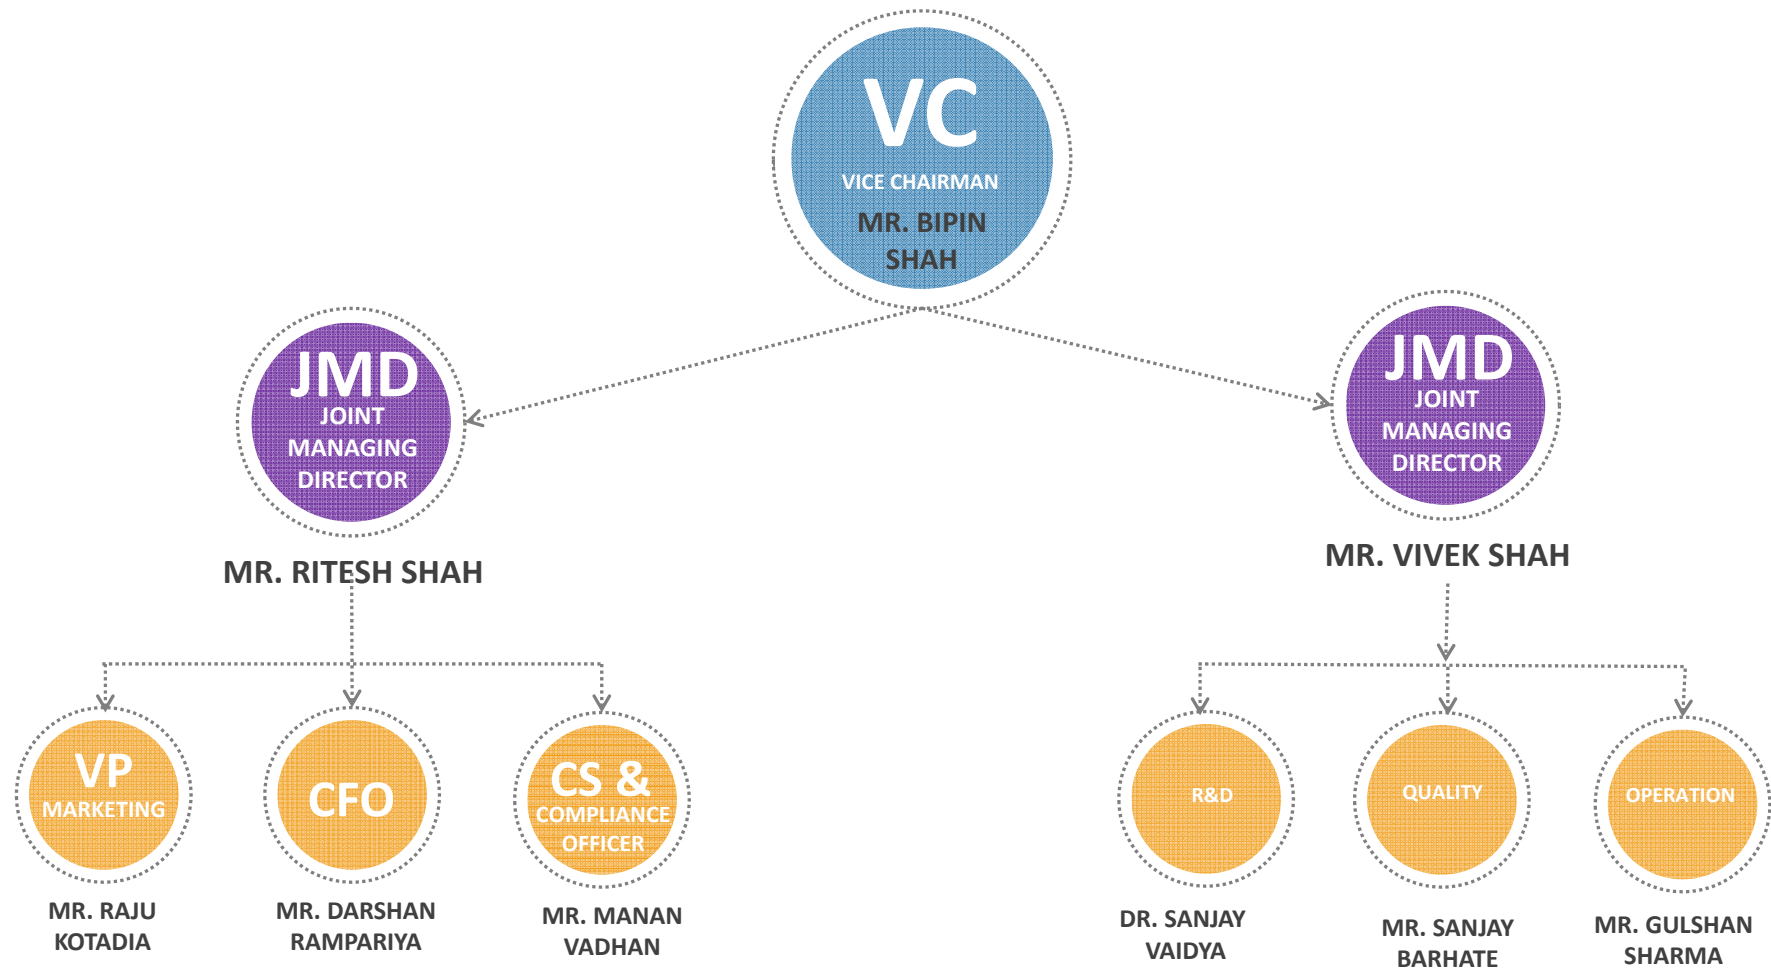 VC
VICE CHAIRMAN
MR. BIPIN
SHAH
JMD
JOINT
MANAGING
DIRECTOR
MR. RITESH SHAH
JMD
JOINT
MANAGING
DIRECTOR
MR. VIVEK SHAH
VP
MARKETING
MR. RAJU
KOTADIA
CFO
MR. DARSHAN
RAMPARIYA
CS &
COMPLIANCE
OFFICER
MR. MANAN
VADHAN
R&D
DR. SANJAY
VAIDYA
QUALITY
MR. SANJAY
BARHATE
OPERATION
MR. GULSHAN
SHARMA